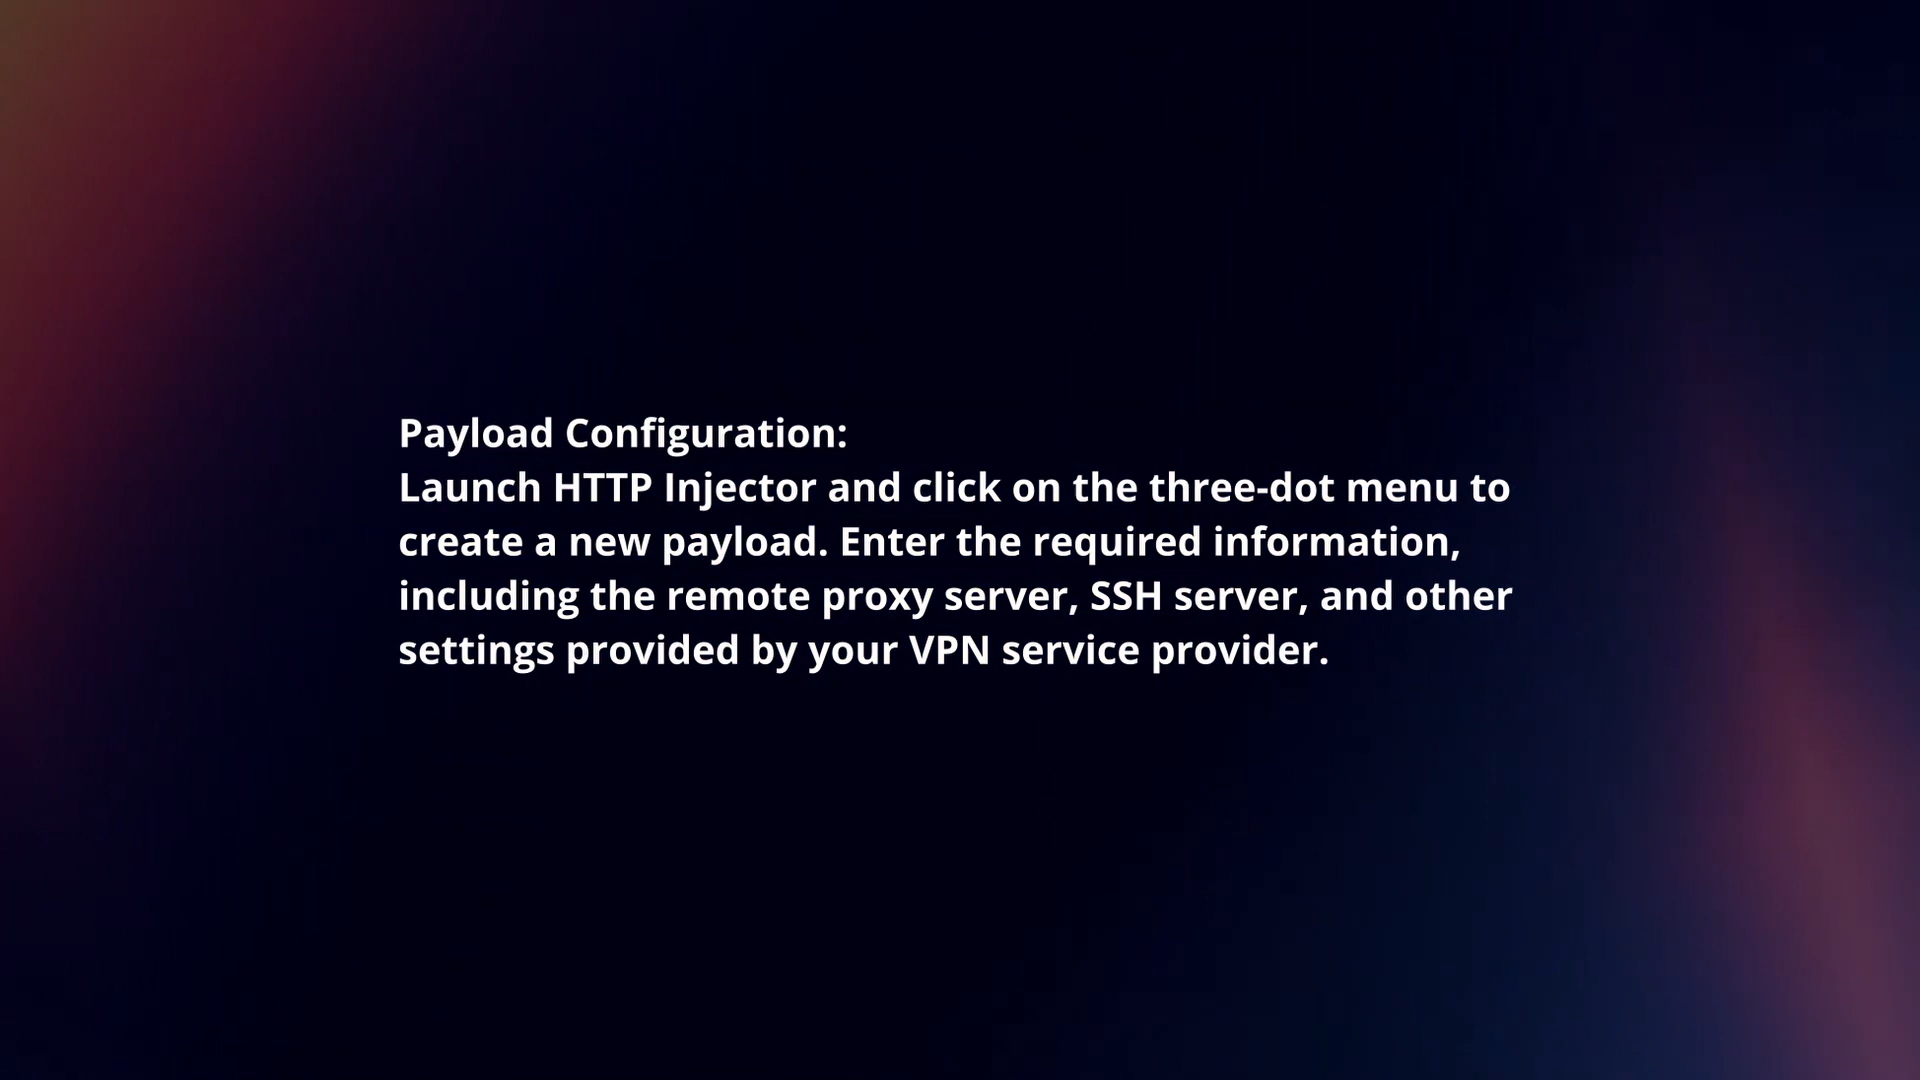 Payload Configuration:
Launch HTTP Injector and click on the three-dot menu to
create a new payload. Enter the required information,
including the remote proxy server, SSH server, and other
settings provided by your VPN service provider.